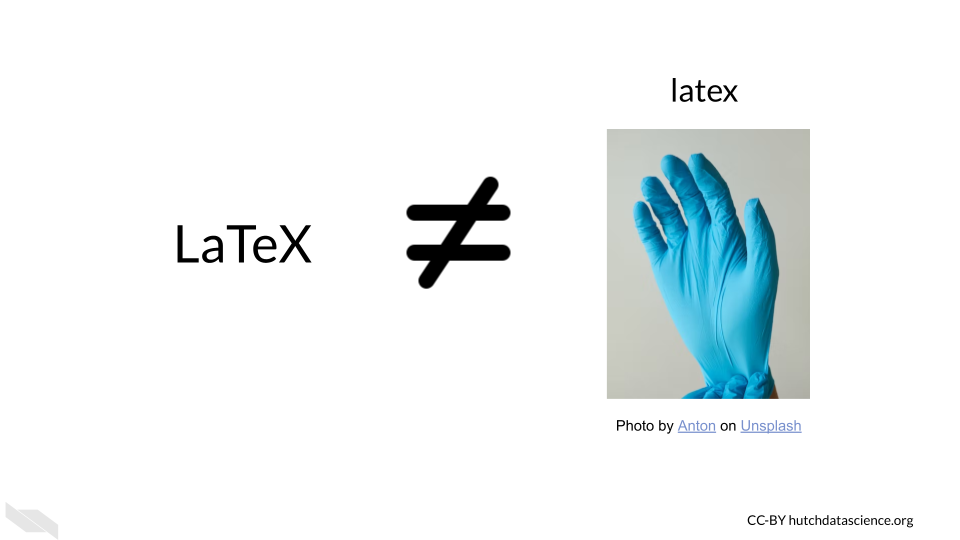 latex
LaTeX
≠
Photo by Anton on Unsplash
CC-BY hutchdatascience.org